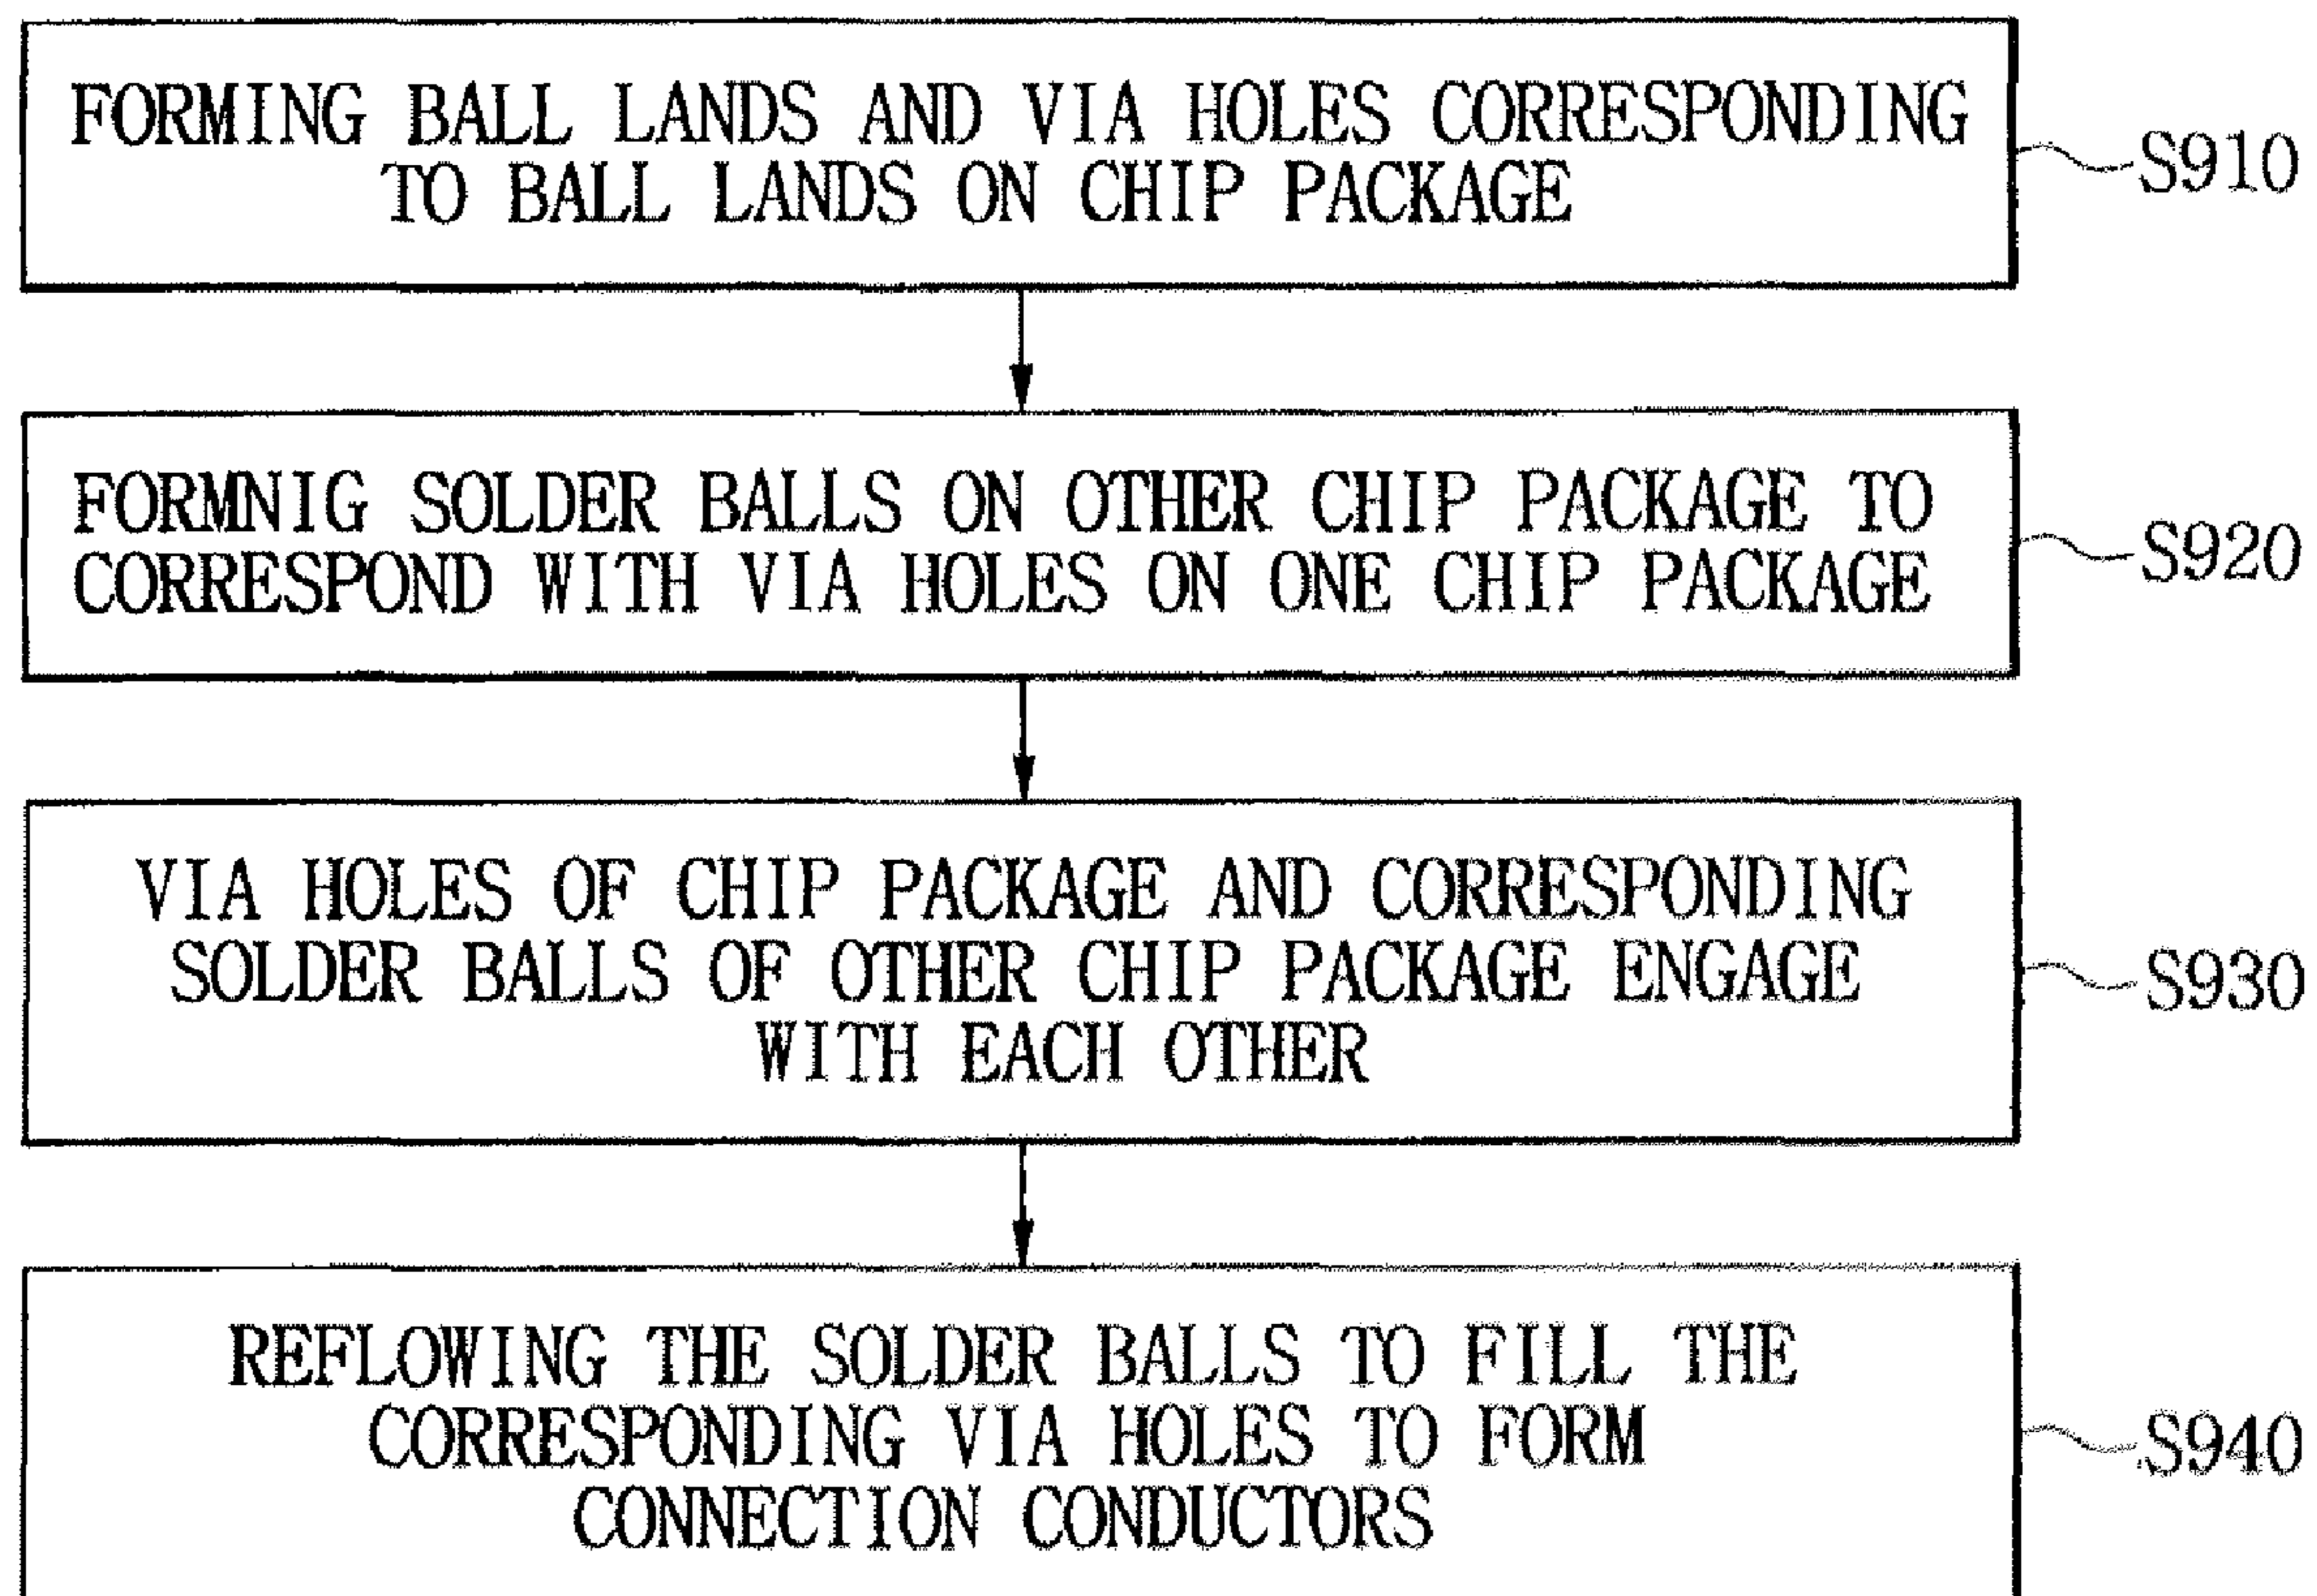 FORMING BALL LANDS AND VIA HOLES CORRESPONDING
TO BALL LANDS ON CHIP PACKAGE
S910
FORMNIG SOLDER BALLS ON OTHER CHIP PACKAGE TO
CORRESPOND WITH VIA HOLES ON ONE CHIP PACKAGE
S920
VIA HOLES OF CHIP PACKAGE AND CORRESPONDING
SOLDER BALLS OF OTHER CHIP PACKAGE ENGAGE
WITH EACH OTHER
S930
REFLOWING THE SOLDER BALLS TO FILL THE
CORRESPONDING VIA HOLES TO FORM
CONNECTION CONDUCTORS
S940